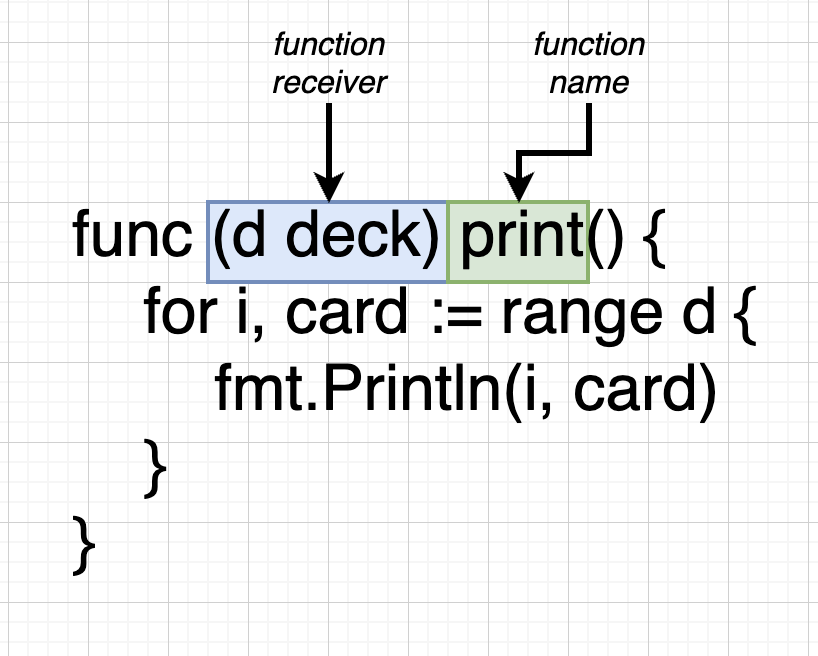 function
receiver
function
name
func (d deck) print() {
for i, card := range d {
fmt.Println(i, card)
}
}